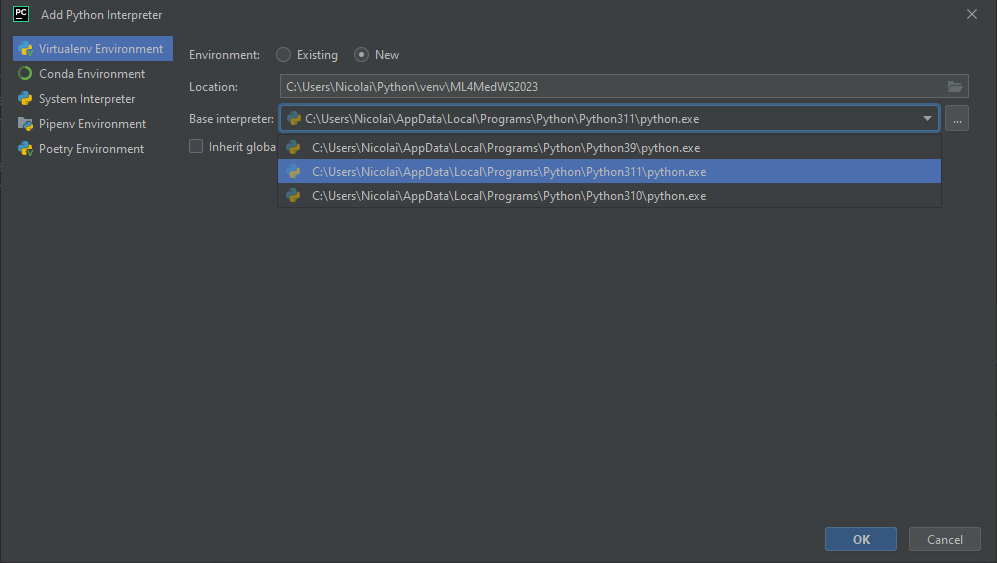 PC Add Python Interpreter
Virtualenv Environment
Conda Environment
System Interpreter
Pipenv Environment
Poetry Environment
Environment: Existing New
Location: C:\Users\Nicolai\Python\venv\ML4MedWS2023
Base interpreter: C:\Users\Nicolai\AppData\Local\Programs\Python\Python311\python.exe ...
Inherit globa
C:\Users\Nicolai\AppData\Local\Programs\Python\Python39\python.exe
C:\Users\Nicolai\AppData\Local\Programs\Python\Python311\python.exe
C:\Users\Nicolai\AppData\Local\Programs\Python\Python310\python.exe
OK Cancel